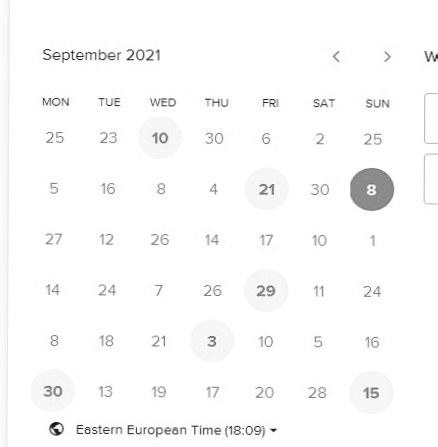 September 2021
MON TUE WED THU FRI SAT SUN
25 23 10 30 6 2 25
5 16 8 4 21 30 8
27 12 26 14 17 10 1
14 24 7 26 29 11 24
8 18 21 3 10 5 16
30 13 19 17 20 28 15
Eastern European Time (18:09)